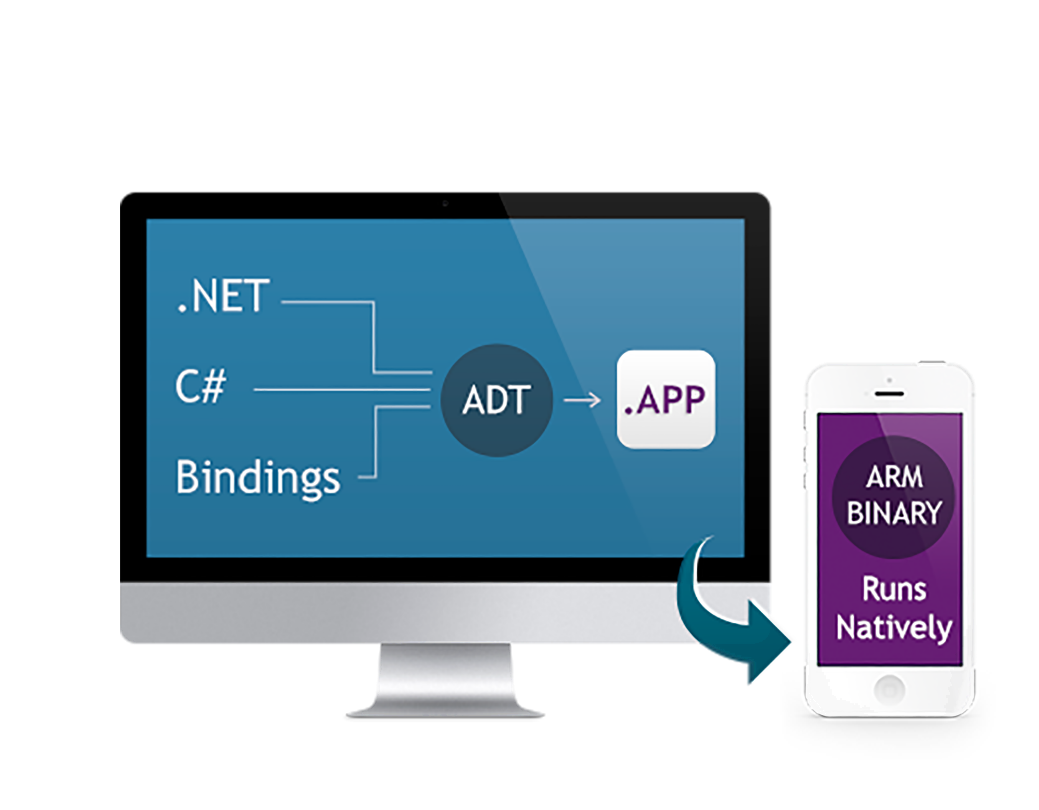 .NET
C#
Bindings
ADT
.APP
ARM
BINARY
Runs
Natively